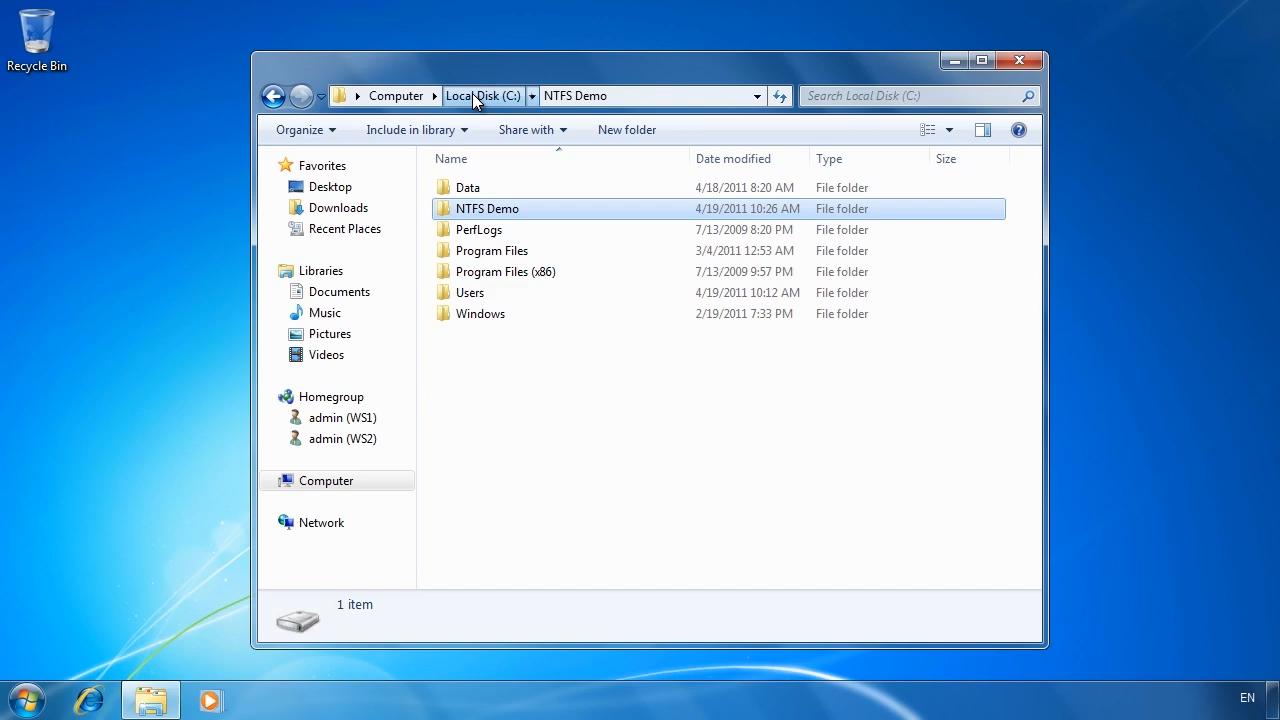 Recycle Bin
Computer Local Disk (C:) NTFS Demo Search Local Disk (C:)
Organize Include in library Share with New folder
Name Date modified Type Size
Favorites
Desktop
Downloads
Recent Places
Libraries
Documents
Music
Pictures
Videos
Homegroup
admin (WS1)
admin (WS2)
Computer
Network
Data 4/18/2011 8:20 AM File folder
NTFS Demo 4/19/2011 10:26 AM File folder
PerfLogs 7/13/2009 8:20 PM File folder
Program Files 3/4/2011 12:53 AM File folder
Program Files (x86) 7/13/2009 9:57 PM File folder
Users 4/19/2011 10:12 AM File folder
Windows 2/19/2011 7:33 PM File folder
1 item
EN